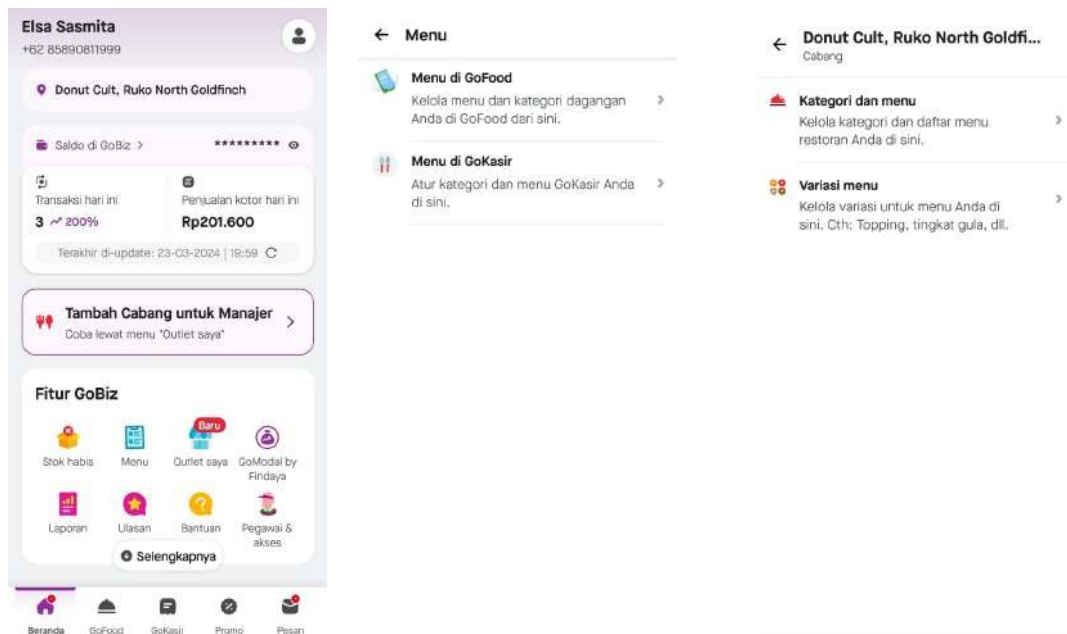 Elsa Sasmita
+62 85890811999
Donut Cult, Ruko North Goldfinch
Saldo di GoBiz >
*********
Transaksi hari ini
3 200%
Penjualan kotor hari ini
Rp201.600
Terakhir di-update: 23-03-2024 | 19:59
Tambah Cabang untuk Manajer
Coba lewat menu "Outlet saya"
Fitur GoBiz
Baru
Stok habis
Menu
Outlet saya
GoModal by
Findaya
Laporan
Ulasan
Bantuan
Pegawai &
akses
Selengkapnya
Beranda
GoFood
GoKasir
Promo
Pesan
Menu
Menu di GoFood
Kelola menu dan kategori dagangan
Anda di GoFood dari sini.
Menu di GoKasir
Atur kategori dan menu GoKasir Anda
di sini.
Donut Cult, Ruko North Goldfi...
Cabang
Kategori dan menu
Kelola kategori dan daftar menu
restoran Anda di sini.
Variasi menu
Kelola variasi untuk menu Anda di
sini. Cth: Topping, tingkat gula, dll.